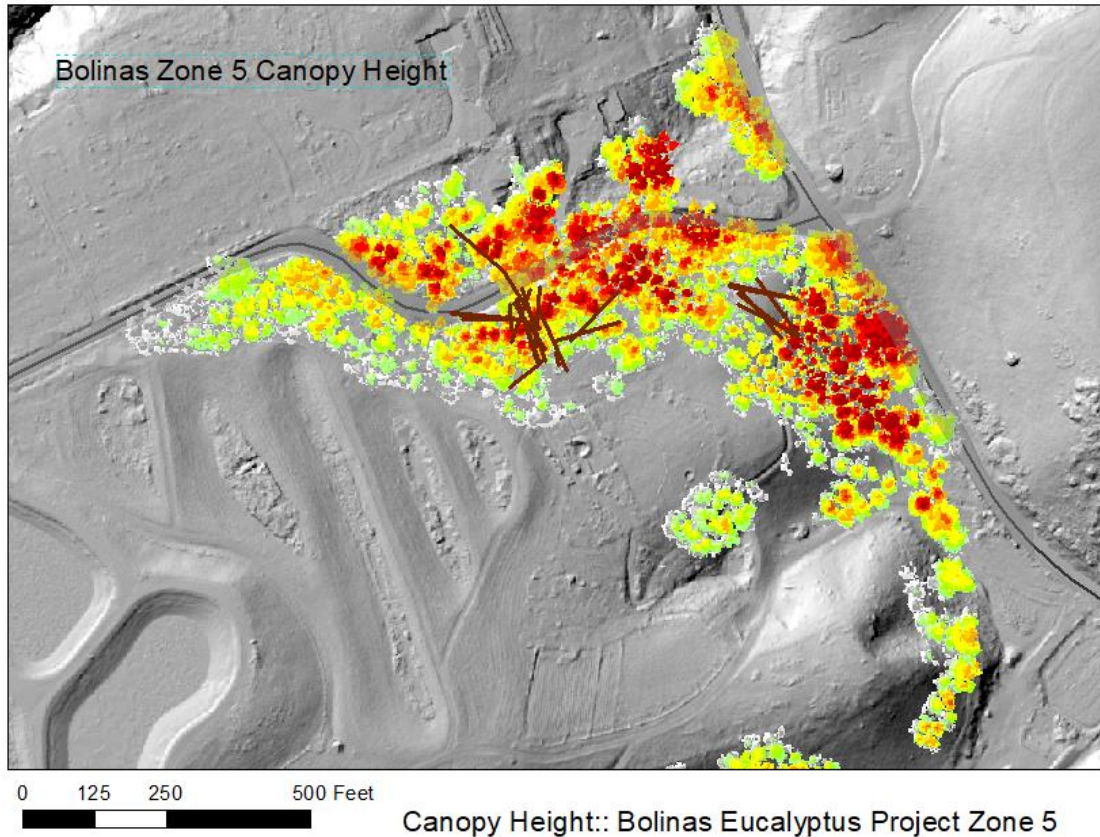 Bolinas Zone 5 Canopy Height
0 125 250 500 Feet
Canopy Height:: Bolinas Eucalyptus Project Zone 5